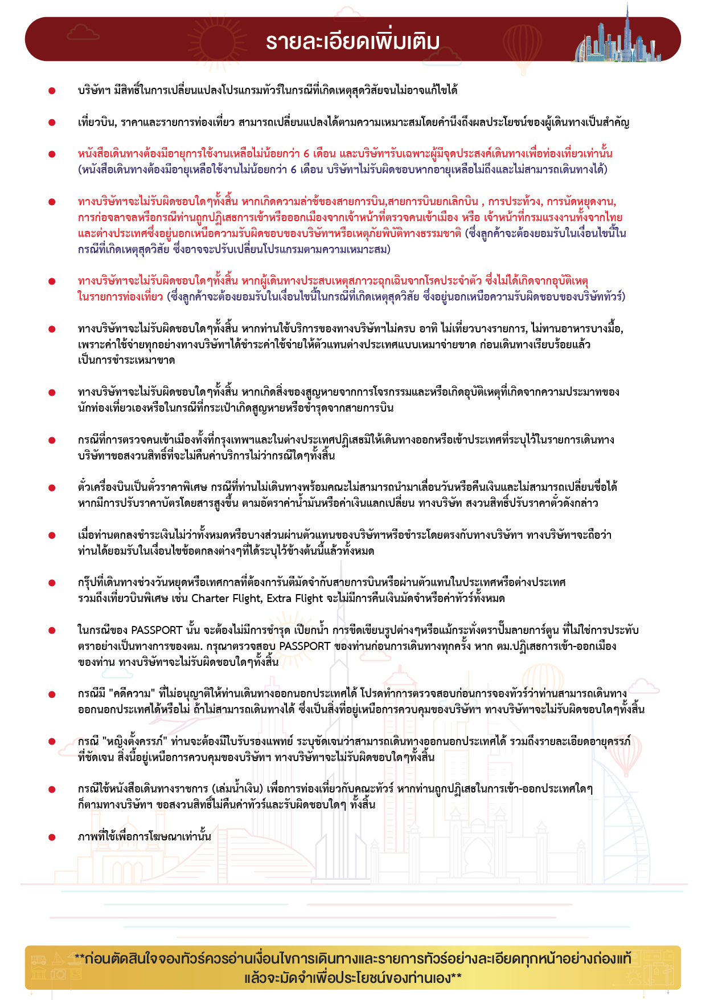 รายละเอียดเพิ่มเติม
บริษัทฯ มีสิทธิ์ในการเปลี่ยนแปลงโปรแกรมทัวร์ในกรณีที่เกิดเหตุสุดวิสัยจนไม่อาจแก้ไขได้
เที่ยวบิน, ราคาและรายการท่องเที่ยว สามารถเปลี่ยนแปลงได้ตามความเหมาะสมโดยคำนึงถึงผลประโยชน์ของผู้เดินทางเป็นสำคัญ
หนังสือเดินทางต้องมีอายุการใช้งานเหลือไม่น้อยกว่า 6 เดือน และบริษัทฯรับเฉพาะผู้มีจุดประสงค์เดินทางเพื่อท่องเที่ยวเท่านั้น
(หนังสือเดินทางต้องมีอายุเหลือใช้งานไม่น้อยกว่า 6 เดือน บริษัทฯไม่รับผิดชอบหากอายุเหลือไม่ถึงและไม่สามารถเดินทางได้)
ทางบริษัทฯจะไม่รับผิดชอบใดๆทั้งสิ้น หากเกิดความล่าช้ของสายการบิน,สายการบินยกเลิกบิน , การประท้วง, การนัดหยุดงาน,
การก่อจลาจลหรือกรณีท่านถูกปฏิเสธการเข้าหรือออกเมืองจากเจ้าหน้าที่ตรวจคนเข้าเมือง หรือ เจ้าหน้าที่กรมแรงงานทั้งจากไทย
และต่างประเทศซึ่งอยู่นอกเหนือความรับผิดชอบของบริษัทฯหรือเหตุภัยพิบัติทางธรรมชาติ (ซึ่งลูกค้าจะต้องยอมรับในเงื่อนไขนี้ใน
กรณีที่เกิดเหตุสุดวิสัย ซึ่งอาจจะปรับเปลี่ยนโปรแกรมตามความเหมาะสม)
ทางบริษัทฯจะไม่รับผิดชอบใดๆทั้งสิ้น หากผู้เดินทางประสบเหตุสภาวะฉุกเฉินจากโรคประจำตัว ซึ่งไม่ได้เกิดจากอุบัติเหตุ
ในรายการท่องเที่ยว (ซึ่งลูกค้าจะต้องยอมรับในเงื่อนไขนี้ในกรณีที่เกิดเหตุสุดวิสัย ซึ่งอยู่นอกเหนือความรับผิดชอบของบริษัททัวร์)
ทางบริษัทฯจะไม่รับผิดชอบใดๆทั้งสิ้น หากท่านใช้บริการของทางบริษัทฯไม่ครบ อาทิ ไม่เที่ยวบางรายการ, ไม่ทานอาหารบางมื้อ,
เพราะค่าใช้จ่ายทุกอย่างทางบริษัทฯได้ชำระค่าใช้จ่ายให้ตัวแทนต่างประเทศแบบเหมาจ่ายขาด ก่อนเดินทางเรียบร้อยแล้ว
เป็นการชำระเหมาขาด
ทางบริษัทฯจะไม่รับผิดชอบใดๆทั้งสิ้น หากเกิดสิ่งของสูญหายจากการโจรกรรมและหรือเกิดอุบัติเหตุที่เกิดจากความประมาทของ
นักท่องเที่ยวเองหรือในกรณีที่กระเป๋าเกิดสูญหายหรือชำรุดจากสายการบิน
กรณีที่การตรวจคนเข้าเมืองทั้งที่กรุงเทพฯและในต่างประเทศปฏิเสธมิให้เดินทางออกหรือเข้าประเทศที่ระบุไว้ในรายการเดินทาง
บริษัทฯขอสงวนสิทธิ์ที่จะไม่คืนค่าบริการไม่ว่ากรณีใดๆทั้งสิ้น
ตั๋วเครื่องบินเป็นตั๋วราคาพิเศษ กรณีที่ท่านไม่เดินทางพร้อมคณะไม่สามารถนำมาเลื่อนวันหรือคืนเงินและไม่สามารถเปลี่ยนชื่อได้
หากมีการปรับราคาบัตรโดยสารสูงขึ้น ตามอัตราค่าน้ำมันหรือค่าเงินแลกเปลี่ยน ทางบริษัท สงวนสิทธิ์ปรับราคาตั๋วดังกล่าว
เมื่อท่านตกลงชำระเงินไม่ว่าทั้งหมดหรือบางส่วนผ่านตัวแทนของบริษัทฯหรือชำระโดยตรงกับทางบริษัทฯ ทางบริษัทฯจะถือว่า
ท่านได้ยอมรับในเงื่อนไขข้อตกลงต่างๆที่ได้ระบุไว้ข้างต้นนี้แล้วทั้งหมด
กรุ๊ปที่เดินทางช่วงวันหยุดหรือเทศกาลที่ต้องการันตีมัดจำกับสายการบินหรือผ่านตัวแทนในประเทศหรือต่างประเทศ
รวมถึงเที่ยวบินพิเศษ เช่น Charter Flight, Extra Flight จะไม่มีการคืนเงินมัดจำหรือค่าทัวร์ทั้งหมด
ในกรณีของ PASSPORT นั้น จะต้องไม่มีการชำรุด เปียกน้ำ การขีดเขียนรูปต่างๆหรือแม้กระทั่งตราปั๊มลายการ์ตูน ที่ไม่ใช่การประทับ
ตราอย่างเป็นทางการของตม. กรุณาตรวจสอบ PASSPORT ของท่านก่อนการเดินทางทุกครั้ง หาก ตม.ปฏิเสธการเข้า-ออกเมือง
ของท่าน ทางบริษัทฯจะไม่รับผิดชอบใดๆทั้งสิ้น
กรณีมี "คดีความ" ที่ไม่อนุญาติให้ท่านเดินทางออกนอกประเทศได้ โปรดทำการตรวจสอบก่อนการจองทัวร์ว่าท่านสามารถเดินทาง
ออกนอกประเทศได้หรือไม่ ถ้าไม่สามารถเดินทางได้ ซึ่งเป็นสิ่งที่อยู่เหนือการควบคุมของบริษัทฯ ทางบริษัทฯจะไม่รับผิดชอบใดๆทั้งสิ้น
กรณี "หญิงตั้งครรภ์" ท่านจะต้องมีใบรับรองแพทย์ ระบุชัดเจนว่าสามารถเดินทางออกนอกประเทศได้ รวมถึงรายละเอียดอายุครรภ์
ที่ชัดเจน สิ่งนี้อยู่เหนือการควบคุมของบริษัทฯ ทางบริษัทฯจะไม่รับผิดขอบใดๆทั้งสิ้น
กรณีใช้หนังสือเดินทางราชการ (เล่มน้ำเงิน) เพื่อการท่องเที่ยวกับคณะทัวร์ หากท่านถูกปฏิเสธในการเข้า-ออกประเทศใดๆ
ก็ตามทางบริษัทฯ ขอสงวนสิทธิ์ไม่คืนค่าทัวร์และรับผิดชอบใดๆ ทั้งสิ้น
ภาพที่ใช้เพื่อการโฆษณาเท่านั้น
**ก่อนตัดสินใจจองทัวร์ควรอ่านเงื่อนไขการเดินทางและรายการทัวร์อย่างละเอียดทุกหน้าอย่างถ่องแท้
แล้วจะมัดจำเพื่อประโยชน์ของท่านเอง**